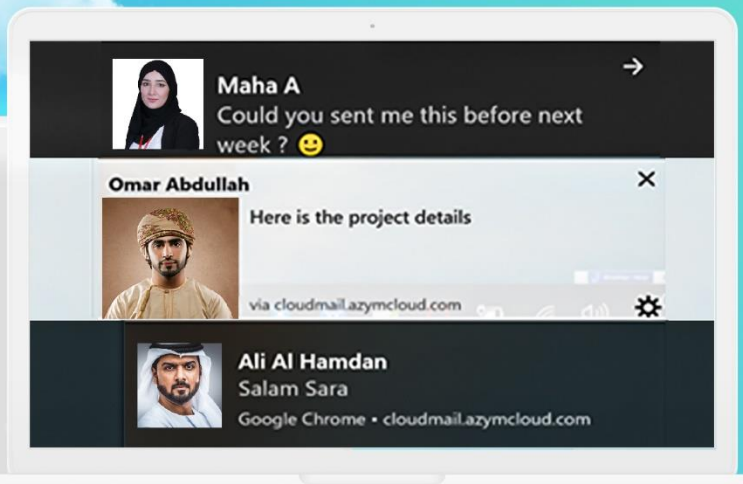 Maha A
Could you sent me this before next
week ? 🙂
Omar Abdullah
Here is the project details
via cloudmail.azymcloud.com
Ali Al Hamdan
Salam Sara
Google Chrome • cloudmail.azymcloud.com